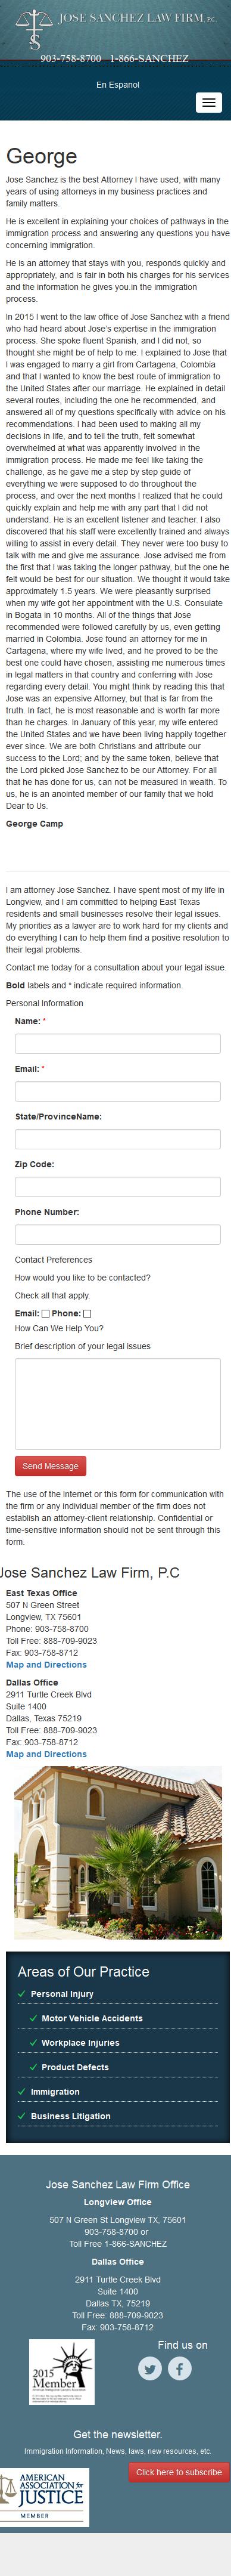 JOSE SANCHEZ LAW FIRM P.C.
903-758-8700 1-866-SANCHEZ
En Espanol
George
Jose Sanchez is the best Attorney I have used, with many
years of using attorneys in my business practices and
family matters.
He is excellent in explaining your choices of pathways in the
immigration process and answering any questions you have
concerning immigration.
He is an attorney that stays with you, responds quickly and
appropriately, and is fair in both his charges for his services
and the information he gives you.in the immigration
process.
In 2015 I went to the law office of Jose Sanchez with a friend
who had heard about Jose's expertise in the immigration
process. She spoke fluent Spanish, and I did not, so
thought she might be of help to me. I explained to Jose that
I was engaged to marry a girl from Cartagena, Colombia
and that I wanted to know the best route of immigration to
the United States after our marriage. He explained in detail
several routes, including the one he recommended, and
answered all of my questions specifically with advice on his
recommendations. I had been used to making all my
decisions in life, and to tell the truth, felt somewhat
overwhelmed at what was apparently involved in the
immigration process. He made me feel like taking the
challenge, as he gave me a step by step guide of
everything we were supposed to do throughout the
process, and over the next months I realized that he could
quickly explain and help me with any part that I did not
understand. He is an excellent listener and teacher. I also
discovered that his staff were excellently trained and always
willing to assist in every detail. They were never too busy to
talk with me and give me assurance. Jose advised me from
the first that I was taking the longer pathway, but the one he
felt would be best for our situation. We thought it would take
approximately 1.5 years. We were pleasantly surprised
when my wife got her appointment with the U.S. Consulate
in Bogata in 10 months. All of the things that Jose
recommended were followed carefully by us, even getting
married in Colombia. Jose found an attorney for me in
Cartagena, where my wife lived, and he proved to be the
best one could have chosen, assisting me numerous times
in legal matters in that country and conferring with Jose
regarding every detail. You might think by reading this that
Jose was an expensive Attorney, but that is far from the
truth. In fact, he is most reasonable and is worth far more
than he charges. In January of this year, my wife entered
the United States and we have been living happily together
ever since. We are both Christians and attribute our
success to the Lord; and by the same token, believe that
the Lord picked Jose Sanchez to be our Attorney. For all
that he has done for us, can not be measured in wealth. To
us, he is an anointed member of our family that we hold
Dear to Us.
George Camp
I am attorney Jose Sanchez. I have spent most of my life in
Longview, and I am committed to helping East Texas
residents and small businesses resolve their legal issues.
My priorities as a lawyer are to work hard for my clients and
do everything I can to help them find a positive resolution to
their legal problems.
Contact me today for a consultation about your legal issue.
Bold labels and * indicate required information.
Personal Information
Name: *
Email: *
State/ProvinceName:
Zip Code:
Phone Number:
Contact Preferences
How would you like to be contacted?
Check all that apply.
Email: Phone:
How Can We Help You?
Brief description of your legal issues
Send Message
The use of the Internet or this form for communication with
the firm or any individual member of the firm does not
establish an attorney-client relationship. Confidential or
time-sensitive information should not be sent through this
form.
Jose Sanchez Law Firm, P.C
East Texas Office
507 N Green Street
Longview, TX 75601
Phone: 903-758-8700
Toll Free: 888-709-9023
Fax: 903-758-8712
Map and Directions
Dallas Office
2911 Turtle Creek Blvd
Suite 1400
Dallas, Texas 75219
Toll Free: 888-709-9023
Fax: 903-758-8712
Map and Directions
Areas of Our Practice
Personal Injury
Motor Vehicle Accidents
Workplace Injuries
Product Defects
Immigration
Business Litigation
Jose Sanchez Law Firm Office
Longview Office
507 N Green St Longview TX, 75601
903-758-8700 or
Toll Free 1-866-SANCHEZ
Dallas Office
2911 Turtle Creek Blvd
Suite 1400
Dallas TX, 75219
Toll Free: 888-709-9023
Fax: 903-758-8712
Find us on
2015
Member
Get the newsletter.
Immigration Information, News, laws, new resources, etc.
Click here to subscribe
AMERICAN
ASSOCIATION for
JUSTICE
MEMBER